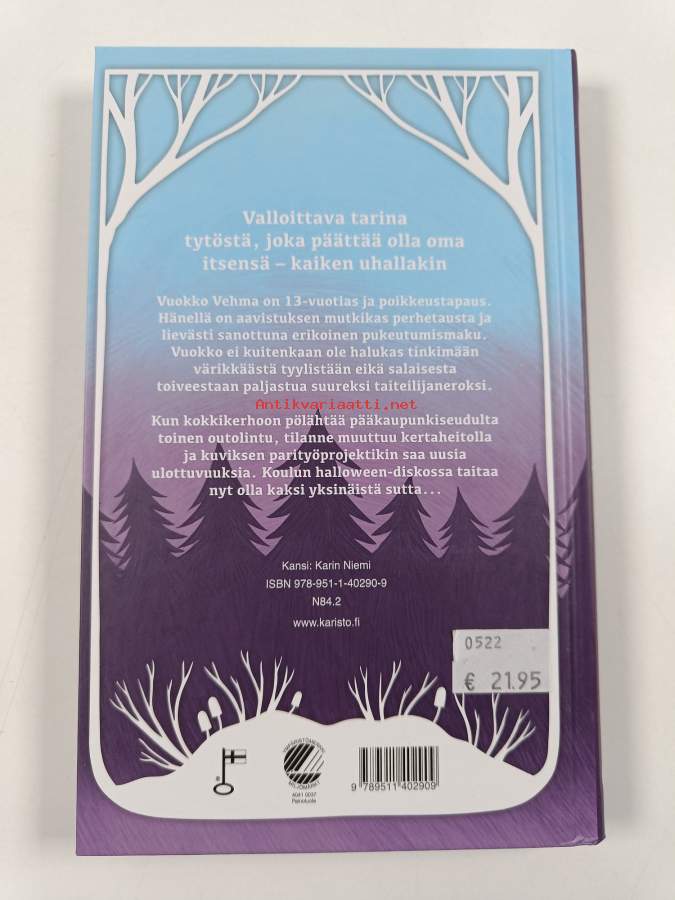 Valloittava tarina
tytöstä, joka päättää olla oma
itsensä – kaiken uhallakin
Vuokko Vehma on 13-vuotias ja poikkeustapaus.
Hänellä on aavistuksen mutkikas perhetausta ja
lievästi sanottuna erikoinen pukeutumismaku.
Vuokko ei kuitenkaan ole halukas tinkimään
värikkäästä tyylistään eikä salaisesta
toiveestaan paljastua suureksi taiteilijaneroksi.
Antikvariaatti.net
Kun kokkikerhoon pölähtää pääkaupunkiseudulta
toinen outolintu, tilanne muuttuu kertaheitolla
ja kuviksen parityöprojektikin saa uusia
ulottuvuuksia. Koulun halloween-diskossa taitaa
nyt olla kaksi yksinäistä sutta...
Kansi: Karin Niemi
ISBN 978-951-1-40290-9
N84.2
www.karisto.fi
0522
€ 21.95
4041 0037
Painotuote
9 789511 402909